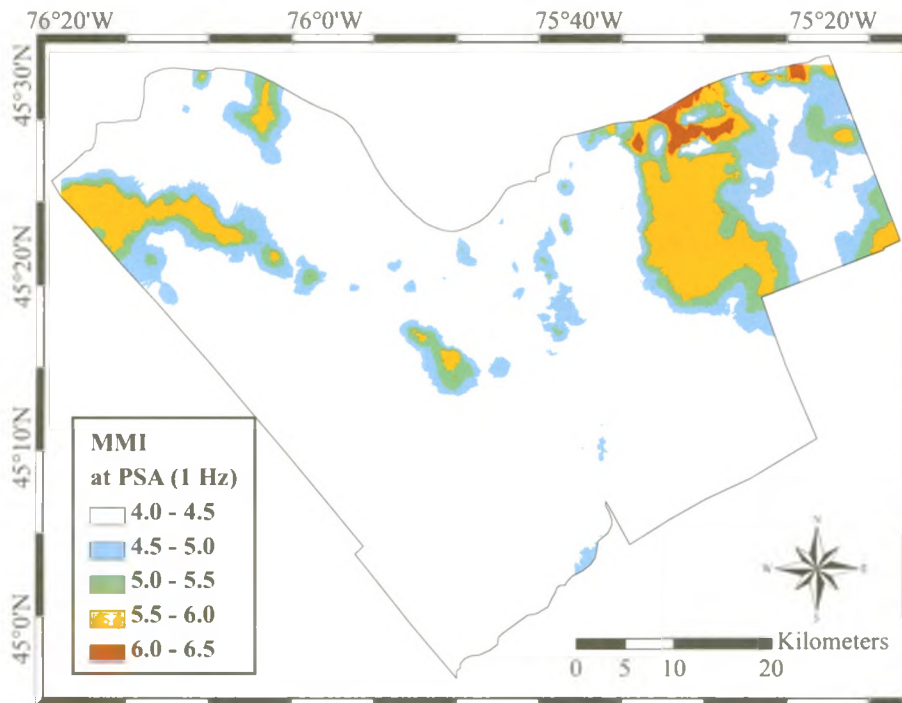 76°20'W 76°0'W 75°40'W 75°20'W
45°30'N
45°20'N
45°10'N
45°0'N
MMI
at PSA (1 Hz)
4.0 - 4.5
4.5 - 5.0
5.0 - 5.5
5.5 - 6.0
6.0 - 6.5
N
W E
S
Kilometers
0 5 10 20